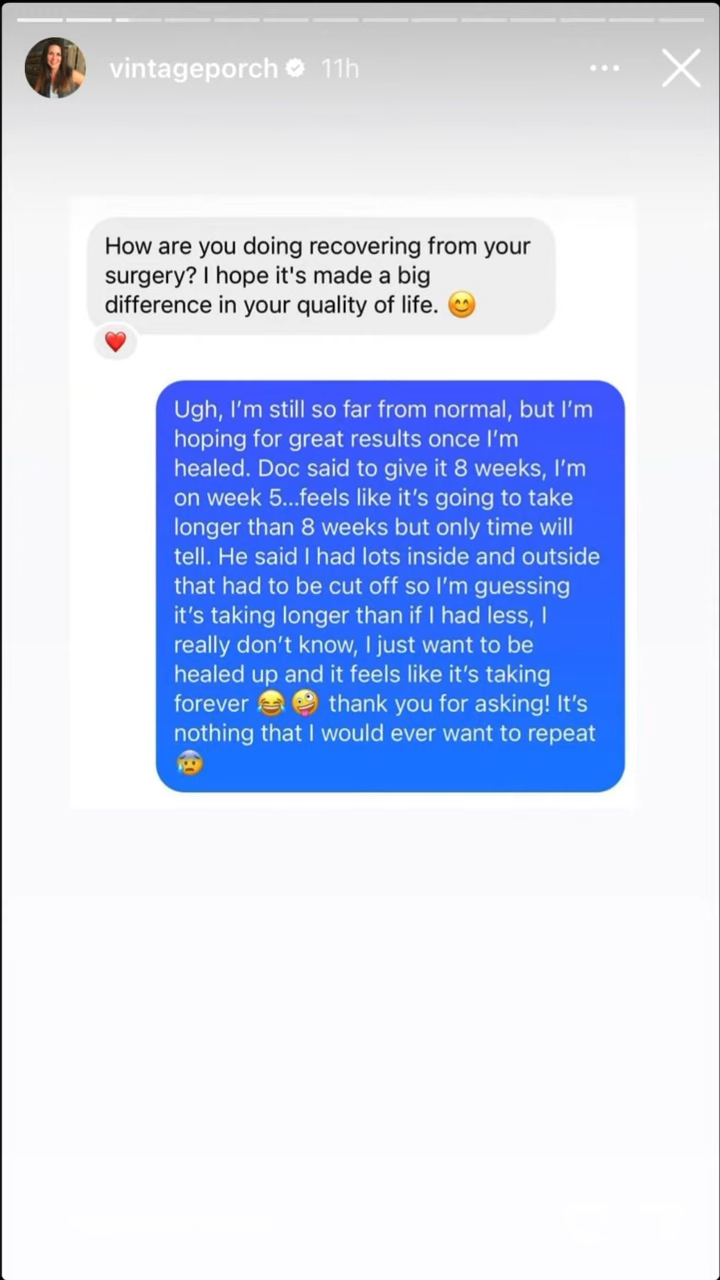 vintageporch 11h
How are you doing recovering from your
surgery? I hope it's made a big
difference in your quality of life. 😊
❤️
Ugh, I’m still so far from normal, but I’m
hoping for great results once I’m
healed. Doc said to give it 8 weeks, I’m
on week 5...feels like it’s going to take
longer than 8 weeks but only time will
tell. He said I had lots inside and outside
that had to be cut off so I’m guessing
it’s taking longer than if I had less, I
really don’t know, I just want to be
healed up and it feels like it’s taking
forever 😂🤪 thank you for asking! It’s
nothing that I would ever want to repeat
😰